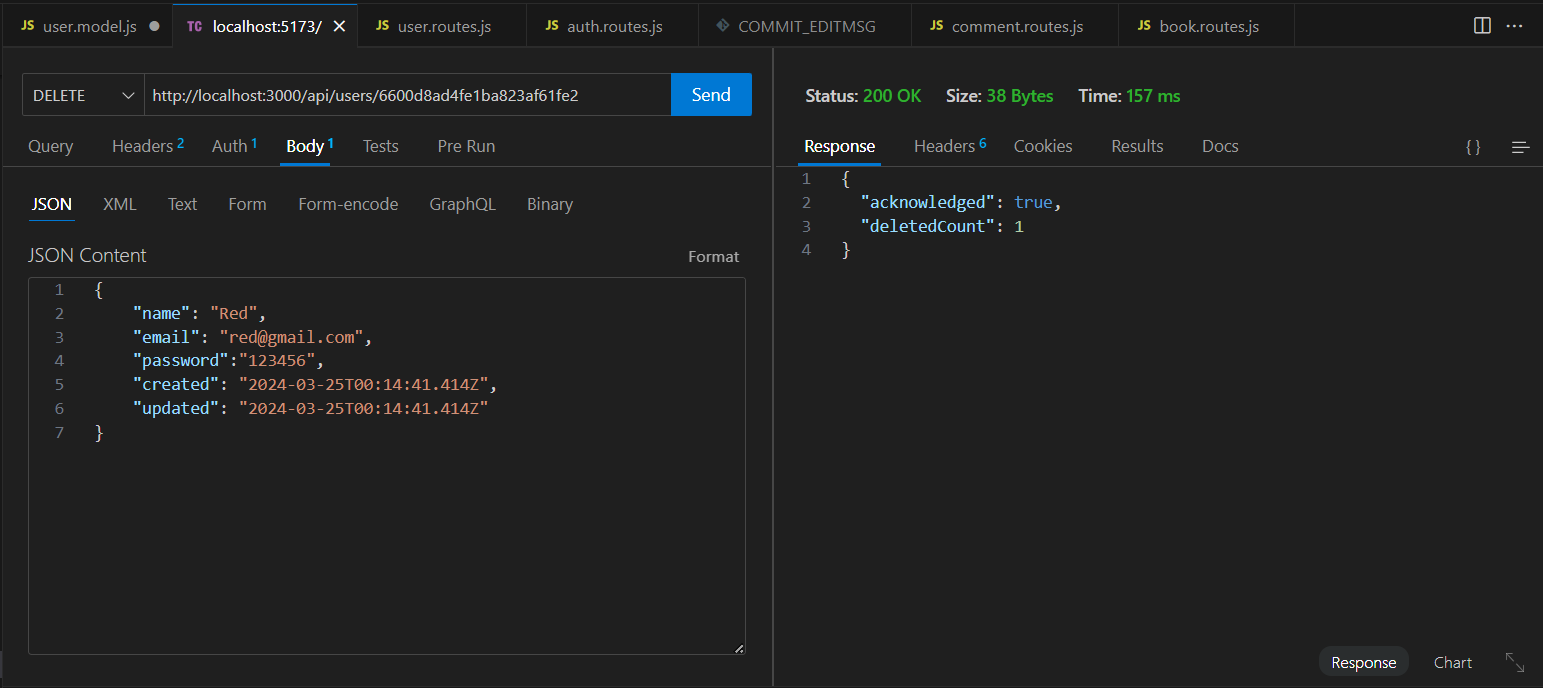 JS user.model.js TC localhost:5173/ JS user.routes.js JS auth.routes.js COMMIT_EDITMSG JS comment.routes.js JS book.routes.js
DELETE http://localhost:3000/api/users/6600d8ad4fe1ba823af61fe2 Send
Query Headers 2 Auth 1 Body 1 Tests Pre Run
JSON XML Text Form Form-encode GraphQL Binary
JSON Content Format
1 {
2 "name": "Red",
3 "email": "red@gmail.com",
4 "password":"123456",
5 "created": "2024-03-25T00:14:41.414Z",
6 "updated": "2024-03-25T00:14:41.414Z"
7 }
Status: 200 OK Size: 38 Bytes Time: 157 ms
Response Headers 6 Cookies Results Docs { }
1 {
2 "acknowledged": true,
3 "deletedCount": 1
4 }
Response Chart